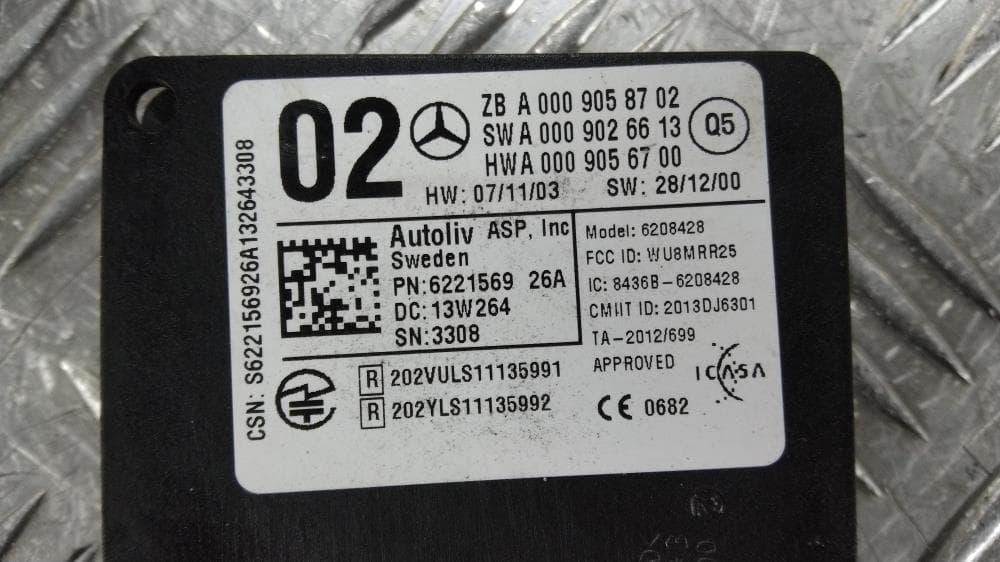 02
ZB A 000 905 87 02
SW A 000 902 66 13
HW A 000 905 67 00
Q5
HW: 07/11/03 SW: 28/12/00
CSN: S622156926A132643308
Autoliv ASP, Inc
Sweden
PN:6221569 26A
DC:13W264
SN:3308
Model: 6208428
FCC ID: WU8MRR25
IC: 8436B-6208428
CMIIT ID: 2013DJ6301
TA-2012/699
APPROVED
ICASA
R 202VULS11135991
R 202YLS11135992
CE 0682